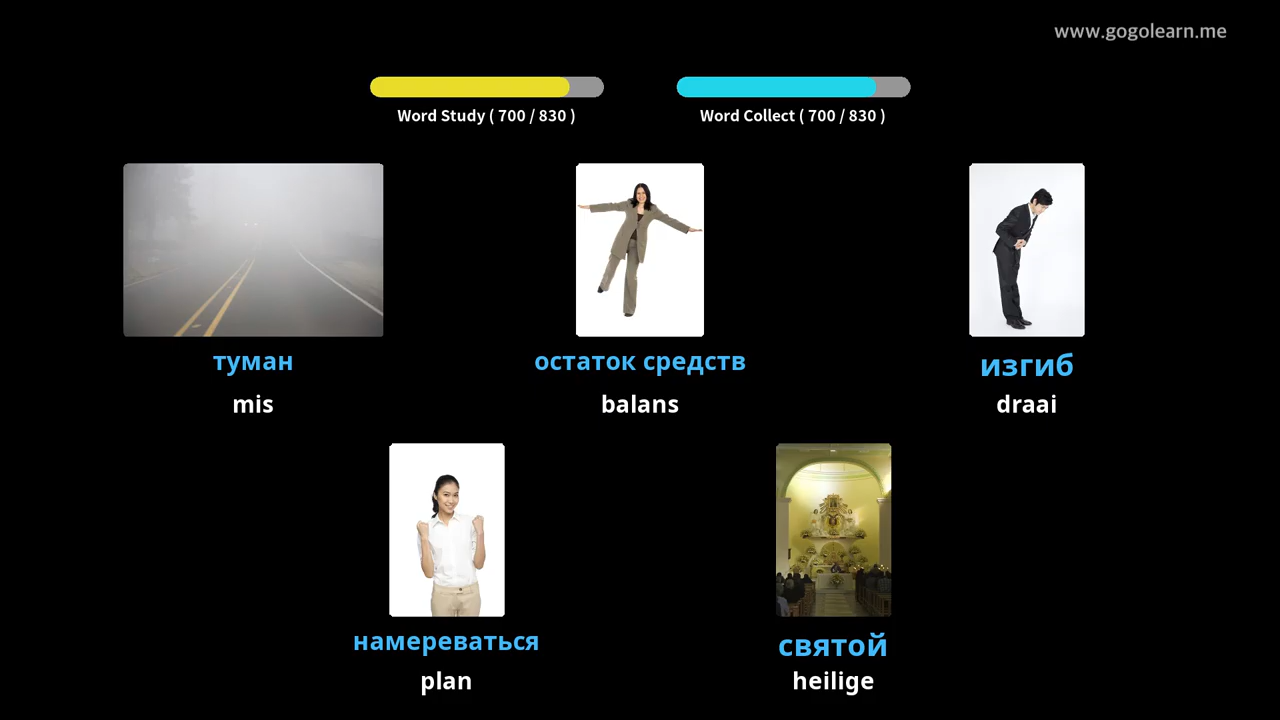 www.gogolearn.me
Word Study ( 700 / 830 )
Word Collect ( 700 / 830 )
туман
mis
остаток средств
balans
изгиб
draai
намереваться
plan
святой
heilige